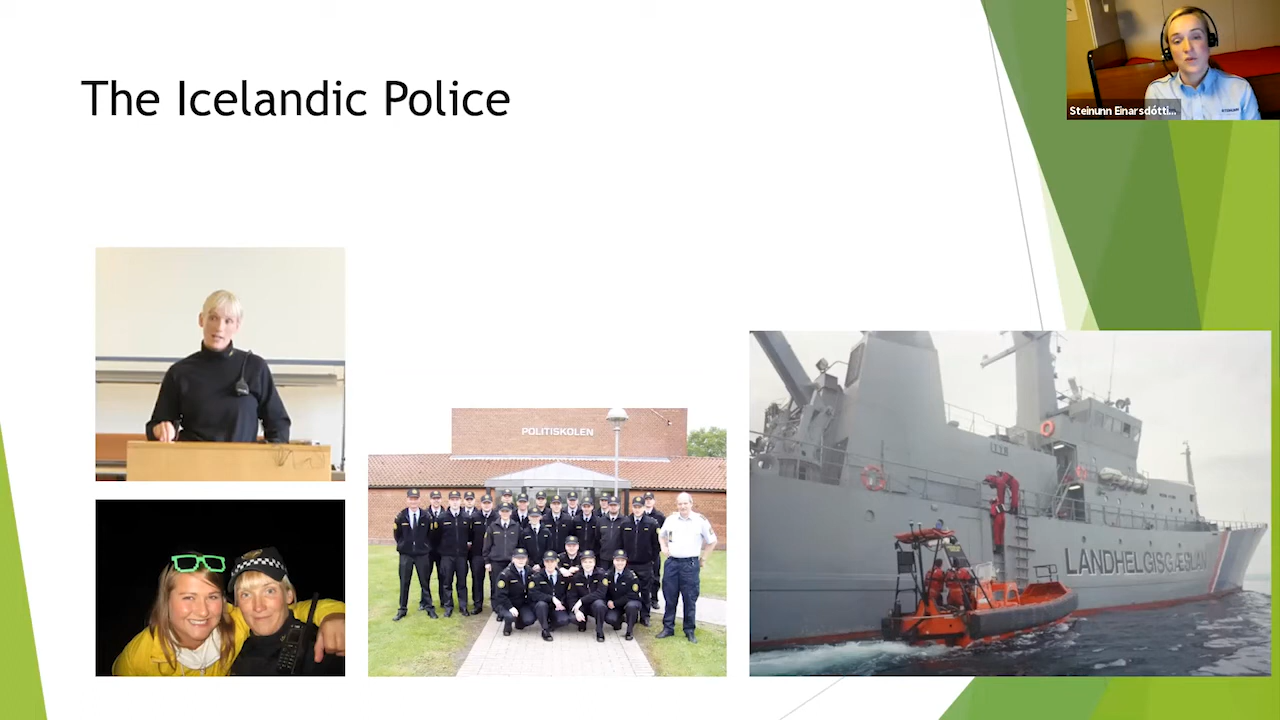 The Icelandic Police
Steinunn Einarsdótti...
POLITISKOLEN
LANDHELGISGÆSLAN